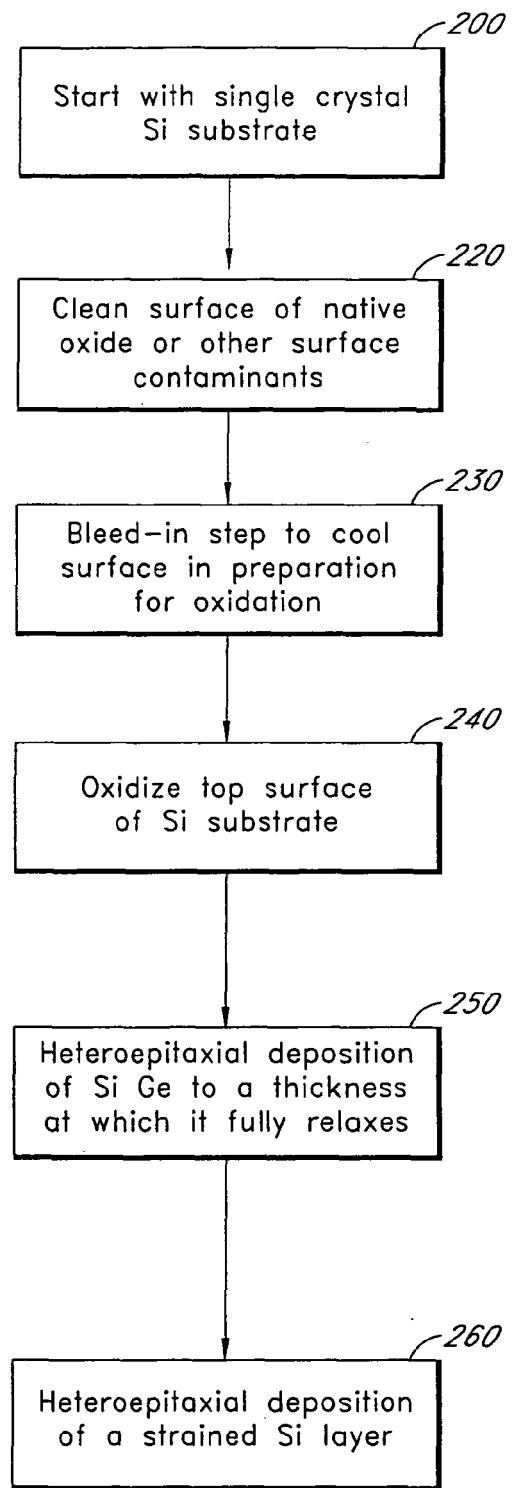 200
Start with single crystal
Si substrate
220
Clean surface of native
oxide or other surface
contaminants
230
Bleed-in step to cool
surface in preparation
for oxidation
240
Oxidize top surface
of Si substrate
250
Heteroepitaxial deposition
of Si Ge to a thickness
at which it fully relaxes
260
Heteroepitaxial deposition
of a strained Si layer